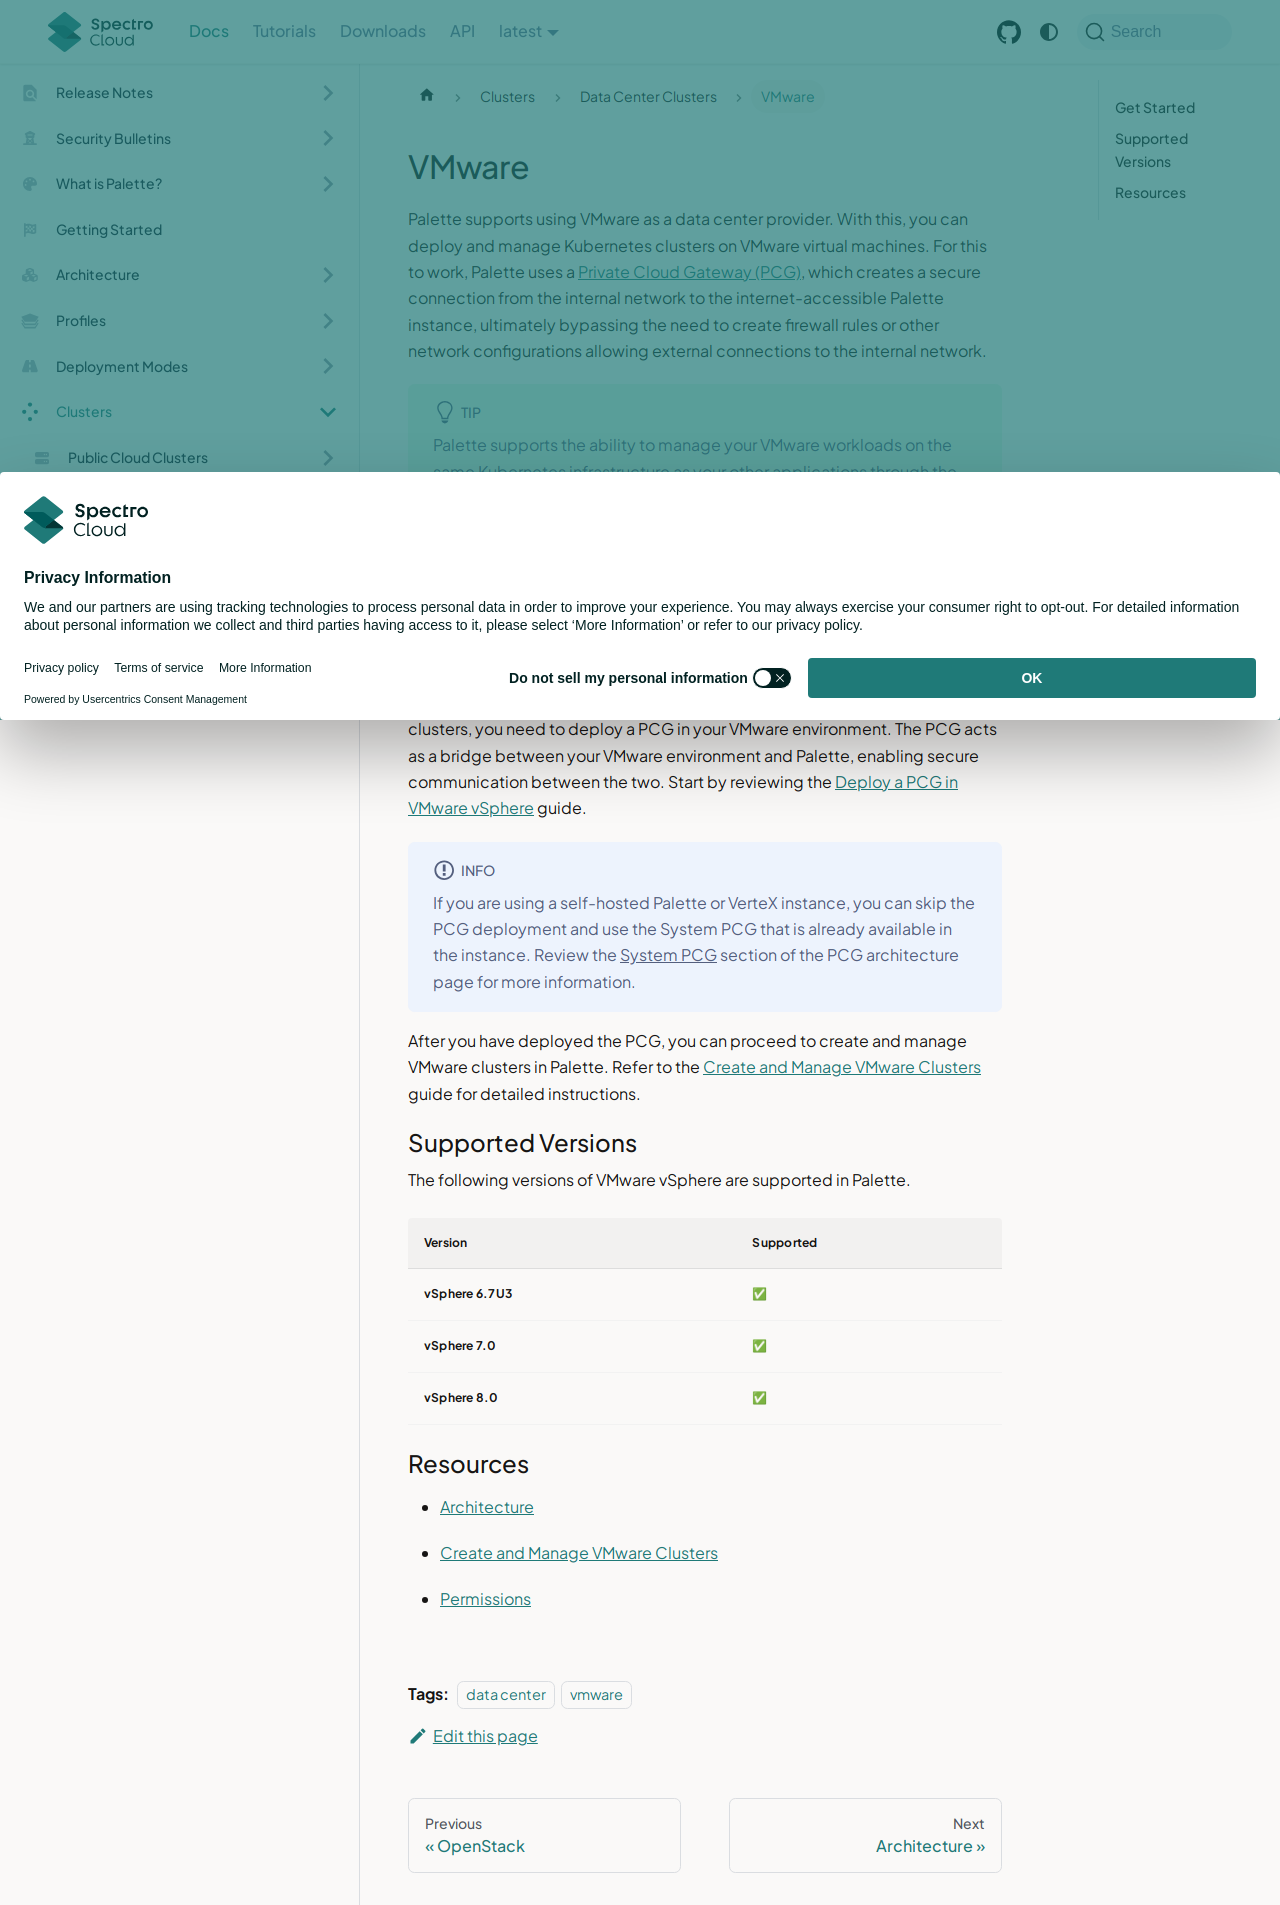 Spectro Cloud
Docs
Tutorials
Downloads
API
latest
Search
Release Notes
Security Bulletins
What is Palette?
Getting Started
Architecture
Profiles
Deployment Modes
Clusters
Public Cloud Clusters
Clusters
Data Center Clusters
VMware
Get Started
Supported
Versions
Resources
VMware
Palette supports using VMware as a data center provider. With this, you can
deploy and manage Kubernetes clusters on VMware virtual machines. For this
to work, Palette uses a Private Cloud Gateway (PCG), which creates a secure
connection from the internal network to the internet-accessible Palette
instance, ultimately bypassing the need to create firewall rules or other
network configurations allowing external connections to the internal network.
TIP
Palette supports the ability to manage your VMware workloads on the
same Kubernetes infrastructure as your other applications through the
Spectro
Cloud
Privacy Information
We and our partners are using tracking technologies to process personal data in order to improve your experience. You may always exercise your consumer right to opt-out. For detailed information
about personal information we collect and third parties having access to it, please select ‘More Information’ or refer to our privacy policy.
Privacy policy
Terms of service
More Information
Do not sell my personal information
OK
Powered by Usercentrics Consent Management
clusters, you need to deploy a PCG in your VMware environment. The PCG acts
as a bridge between your VMware environment and Palette, enabling secure
communication between the two. Start by reviewing the Deploy a PCG in
VMware vSphere guide.
INFO
If you are using a self-hosted Palette or VerteX instance, you can skip the
PCG deployment and use the System PCG that is already available in
the instance. Review the System PCG section of the PCG architecture
page for more information.
After you have deployed the PCG, you can proceed to create and manage
VMware clusters in Palette. Refer to the Create and Manage VMware Clusters
guide for detailed instructions.
Supported Versions
The following versions of VMware vSphere are supported in Palette.
Version Supported
vSphere 6.7U3 ✅
vSphere 7.0 ✅
vSphere 8.0 ✅
Resources
Architecture
Create and Manage VMware Clusters
Permissions
Tags: data center vmware
Edit this page
Previous
« OpenStack
Next
Architecture »